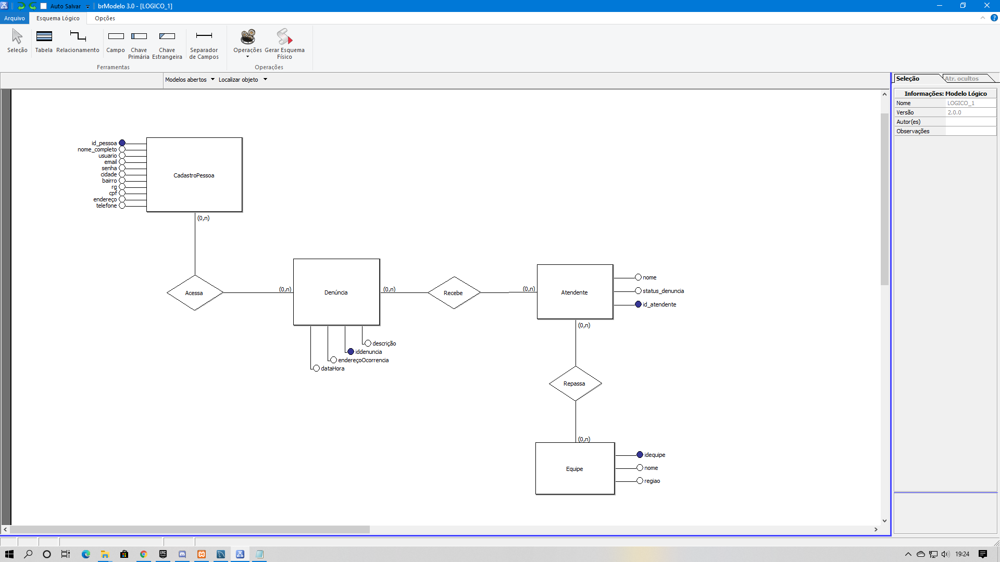 Auto Salvar
brModelo 3.0 - [LOGICO_1]
Arquivo
Esquema Lógico
Opções
Seleção
Tabela
Relacionamento
Campo
Chave
Primária
Chave
Estrangeira
Separador
de Campos
Operações
Gerar Esquema
Físico
Ferramentas
Operações
Modelos abertos
Localizar objeto
Seleção
Atr. ocultos
Informações: Modelo Lógico
Nome LOGICO_1
Versão 2.0.0
Autor(es)
Observações
id_pessoa
nome_completo
usuario
email
senha
cidade
bairro
rg
cpf
endereço
telefone
CadastroPessoa
(0,n)
Acessa
(0,n)
Denúncia
(0,n)
Recebe
(0,n)
Atendente
nome
status_denuncia
id_atendente
(0,n)
descrição
iddenuncia
endereçoOcorrencia
dataHora
Repassa
(0,n)
Equipe
idequipe
nome
regiao
EPIC
19:24